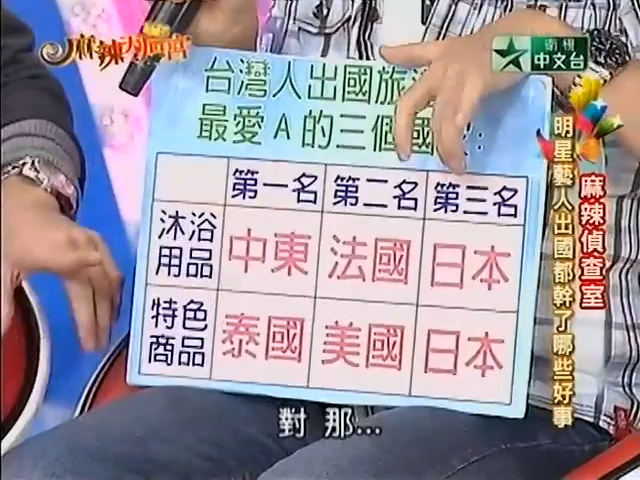 麻辣天后宮
衛視
中文台
台灣人出國旅
最愛A的三個國:
第一名 第二名 第三名
沐浴用品 中東 法國 日本
特色商品 泰國 美國 日本
麻辣偵查室
明星藝人出國都幹了哪些好事
對 那...